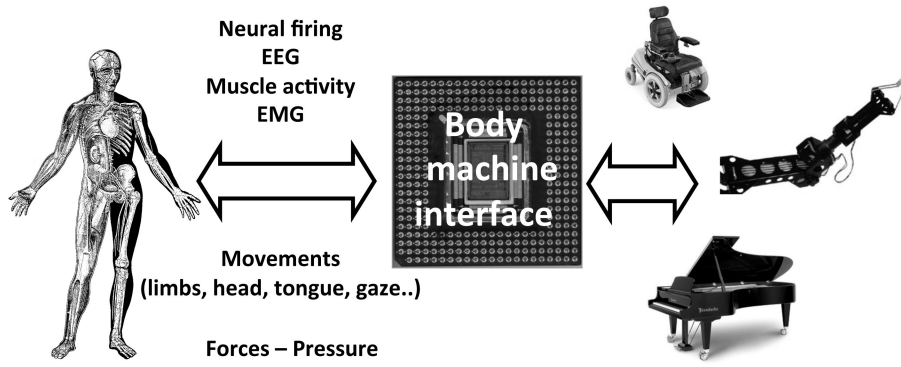 Neural firing
EEG
Muscle activity
EMG
Body
machine
interface
Movements
(limbs, head, tongue, gaze..)
Forces – Pressure